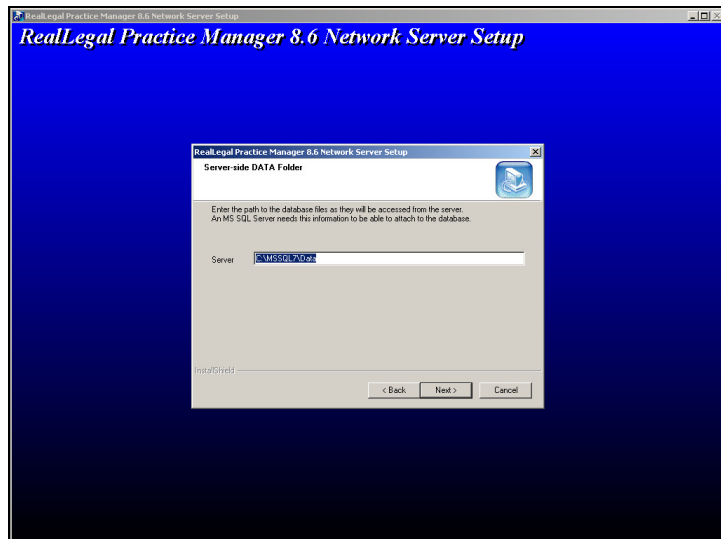 RealLegal Practice Manager 8.6 Network Server Setup
RealLegal Practice Manager 8.6 Network Server Setup
RealLegal Practice Manager 8.6 Network Server Setup
Server-side DATA Folder
Enter the path to the database files as they will be accessed from the server.
An MS SQL Server needs this information to be able to attach to the database.
Server C:\MSSQL7\Data
InstallShield
< Back Next > Cancel